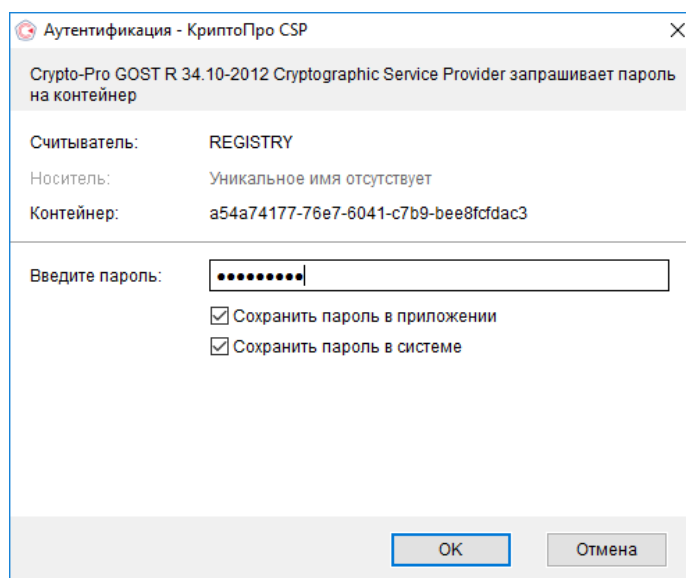 Аутентификация - КриптоПро CSP
Crypto-Pro GOST R 34.10-2012 Cryptographic Service Provider запрашивает пароль
на контейнер
Считыватель: REGISTRY
Носитель: Уникальное имя отсутствует
Контейнер: a54a74177-76e7-6041-c7b9-bee8fcfdac3
Введите пароль: •••••••••
Сохранить пароль в приложении
Сохранить пароль в системе
OK Отмена